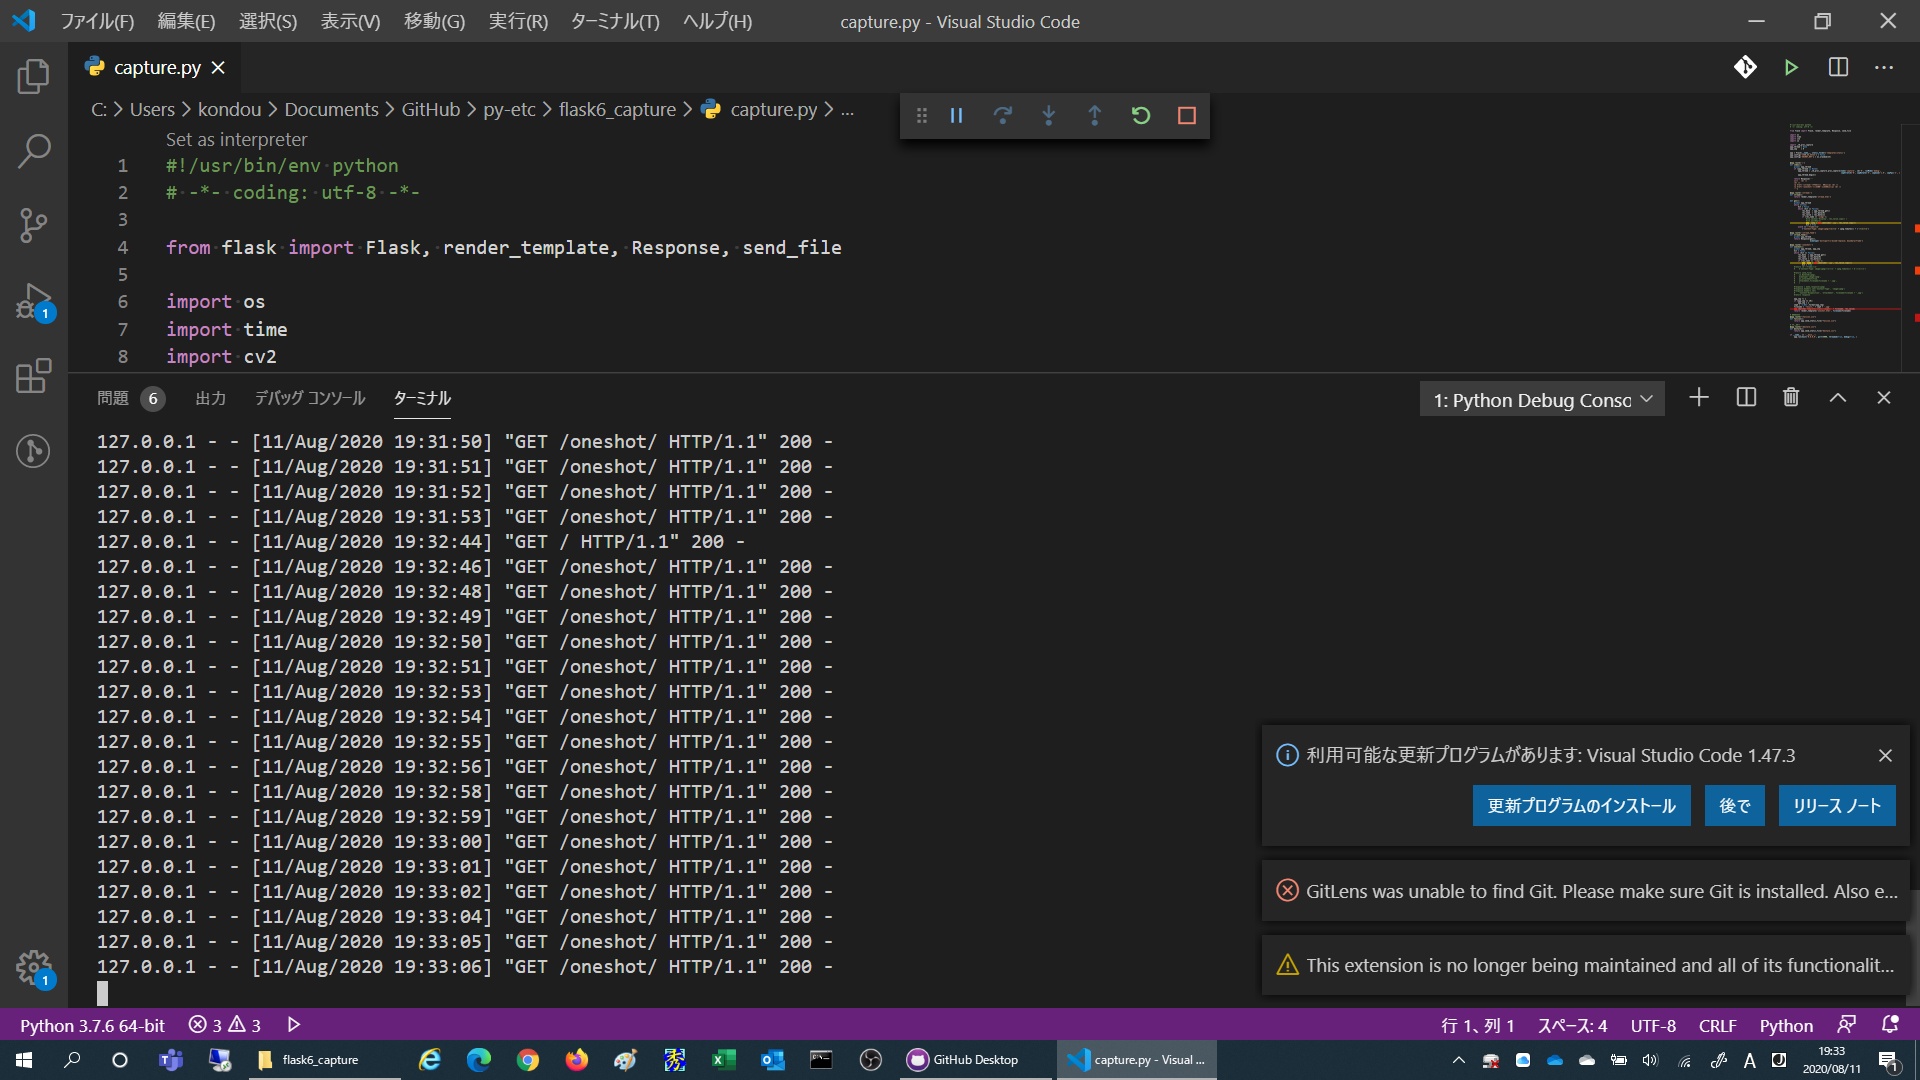 ファイル(F) 編集(E) 選択(S) 表示(V) 移動(G) 実行(R) ターミナル(T) ヘルプ(H) capture.py - Visual Studio Code
capture.py
C: > Users > kondou > Documents > GitHub > py-etc > flask6_capture > capture.py > ...
Set as interpreter
1 #!/usr/bin/env python
2 # -*- coding: utf-8 -*-
3
4 from flask import Flask, render_template, Response, send_file
5
6 import os
7 import time
8 import cv2
問題 6 出力 デバッグ コンソール ターミナル 1: Python Debug Conso
127.0.0.1 - - [11/Aug/2020 19:31:50] "GET /oneshot/ HTTP/1.1" 200 -
127.0.0.1 - - [11/Aug/2020 19:31:51] "GET /oneshot/ HTTP/1.1" 200 -
127.0.0.1 - - [11/Aug/2020 19:31:52] "GET /oneshot/ HTTP/1.1" 200 -
127.0.0.1 - - [11/Aug/2020 19:31:53] "GET /oneshot/ HTTP/1.1" 200 -
127.0.0.1 - - [11/Aug/2020 19:32:44] "GET / HTTP/1.1" 200 -
127.0.0.1 - - [11/Aug/2020 19:32:46] "GET /oneshot/ HTTP/1.1" 200 -
127.0.0.1 - - [11/Aug/2020 19:32:48] "GET /oneshot/ HTTP/1.1" 200 -
127.0.0.1 - - [11/Aug/2020 19:32:49] "GET /oneshot/ HTTP/1.1" 200 -
127.0.0.1 - - [11/Aug/2020 19:32:50] "GET /oneshot/ HTTP/1.1" 200 -
127.0.0.1 - - [11/Aug/2020 19:32:51] "GET /oneshot/ HTTP/1.1" 200 -
127.0.0.1 - - [11/Aug/2020 19:32:53] "GET /oneshot/ HTTP/1.1" 200 -
127.0.0.1 - - [11/Aug/2020 19:32:54] "GET /oneshot/ HTTP/1.1" 200 -
127.0.0.1 - - [11/Aug/2020 19:32:55] "GET /oneshot/ HTTP/1.1" 200 -
127.0.0.1 - - [11/Aug/2020 19:32:56] "GET /oneshot/ HTTP/1.1" 200 -
127.0.0.1 - - [11/Aug/2020 19:32:58] "GET /oneshot/ HTTP/1.1" 200 -
127.0.0.1 - - [11/Aug/2020 19:32:59] "GET /oneshot/ HTTP/1.1" 200 -
127.0.0.1 - - [11/Aug/2020 19:33:00] "GET /oneshot/ HTTP/1.1" 200 -
127.0.0.1 - - [11/Aug/2020 19:33:01] "GET /oneshot/ HTTP/1.1" 200 -
127.0.0.1 - - [11/Aug/2020 19:33:02] "GET /oneshot/ HTTP/1.1" 200 -
127.0.0.1 - - [11/Aug/2020 19:33:04] "GET /oneshot/ HTTP/1.1" 200 -
127.0.0.1 - - [11/Aug/2020 19:33:05] "GET /oneshot/ HTTP/1.1" 200 -
127.0.0.1 - - [11/Aug/2020 19:33:06] "GET /oneshot/ HTTP/1.1" 200 -
利用可能な更新プログラムがあります: Visual Studio Code 1.47.3
更新プログラムのインストール 後で リリース ノート
GitLens was unable to find Git. Please make sure Git is installed. Also e...
This extension is no longer being maintained and all of its functionalit...
1
1
Python 3.7.6 64-bit 3 3 行 1、列 1 スペース: 4 UTF-8 CRLF Python
flask6_capture GitHub Desktop capture.py - Visual ... A 19:33
2020/08/11 1